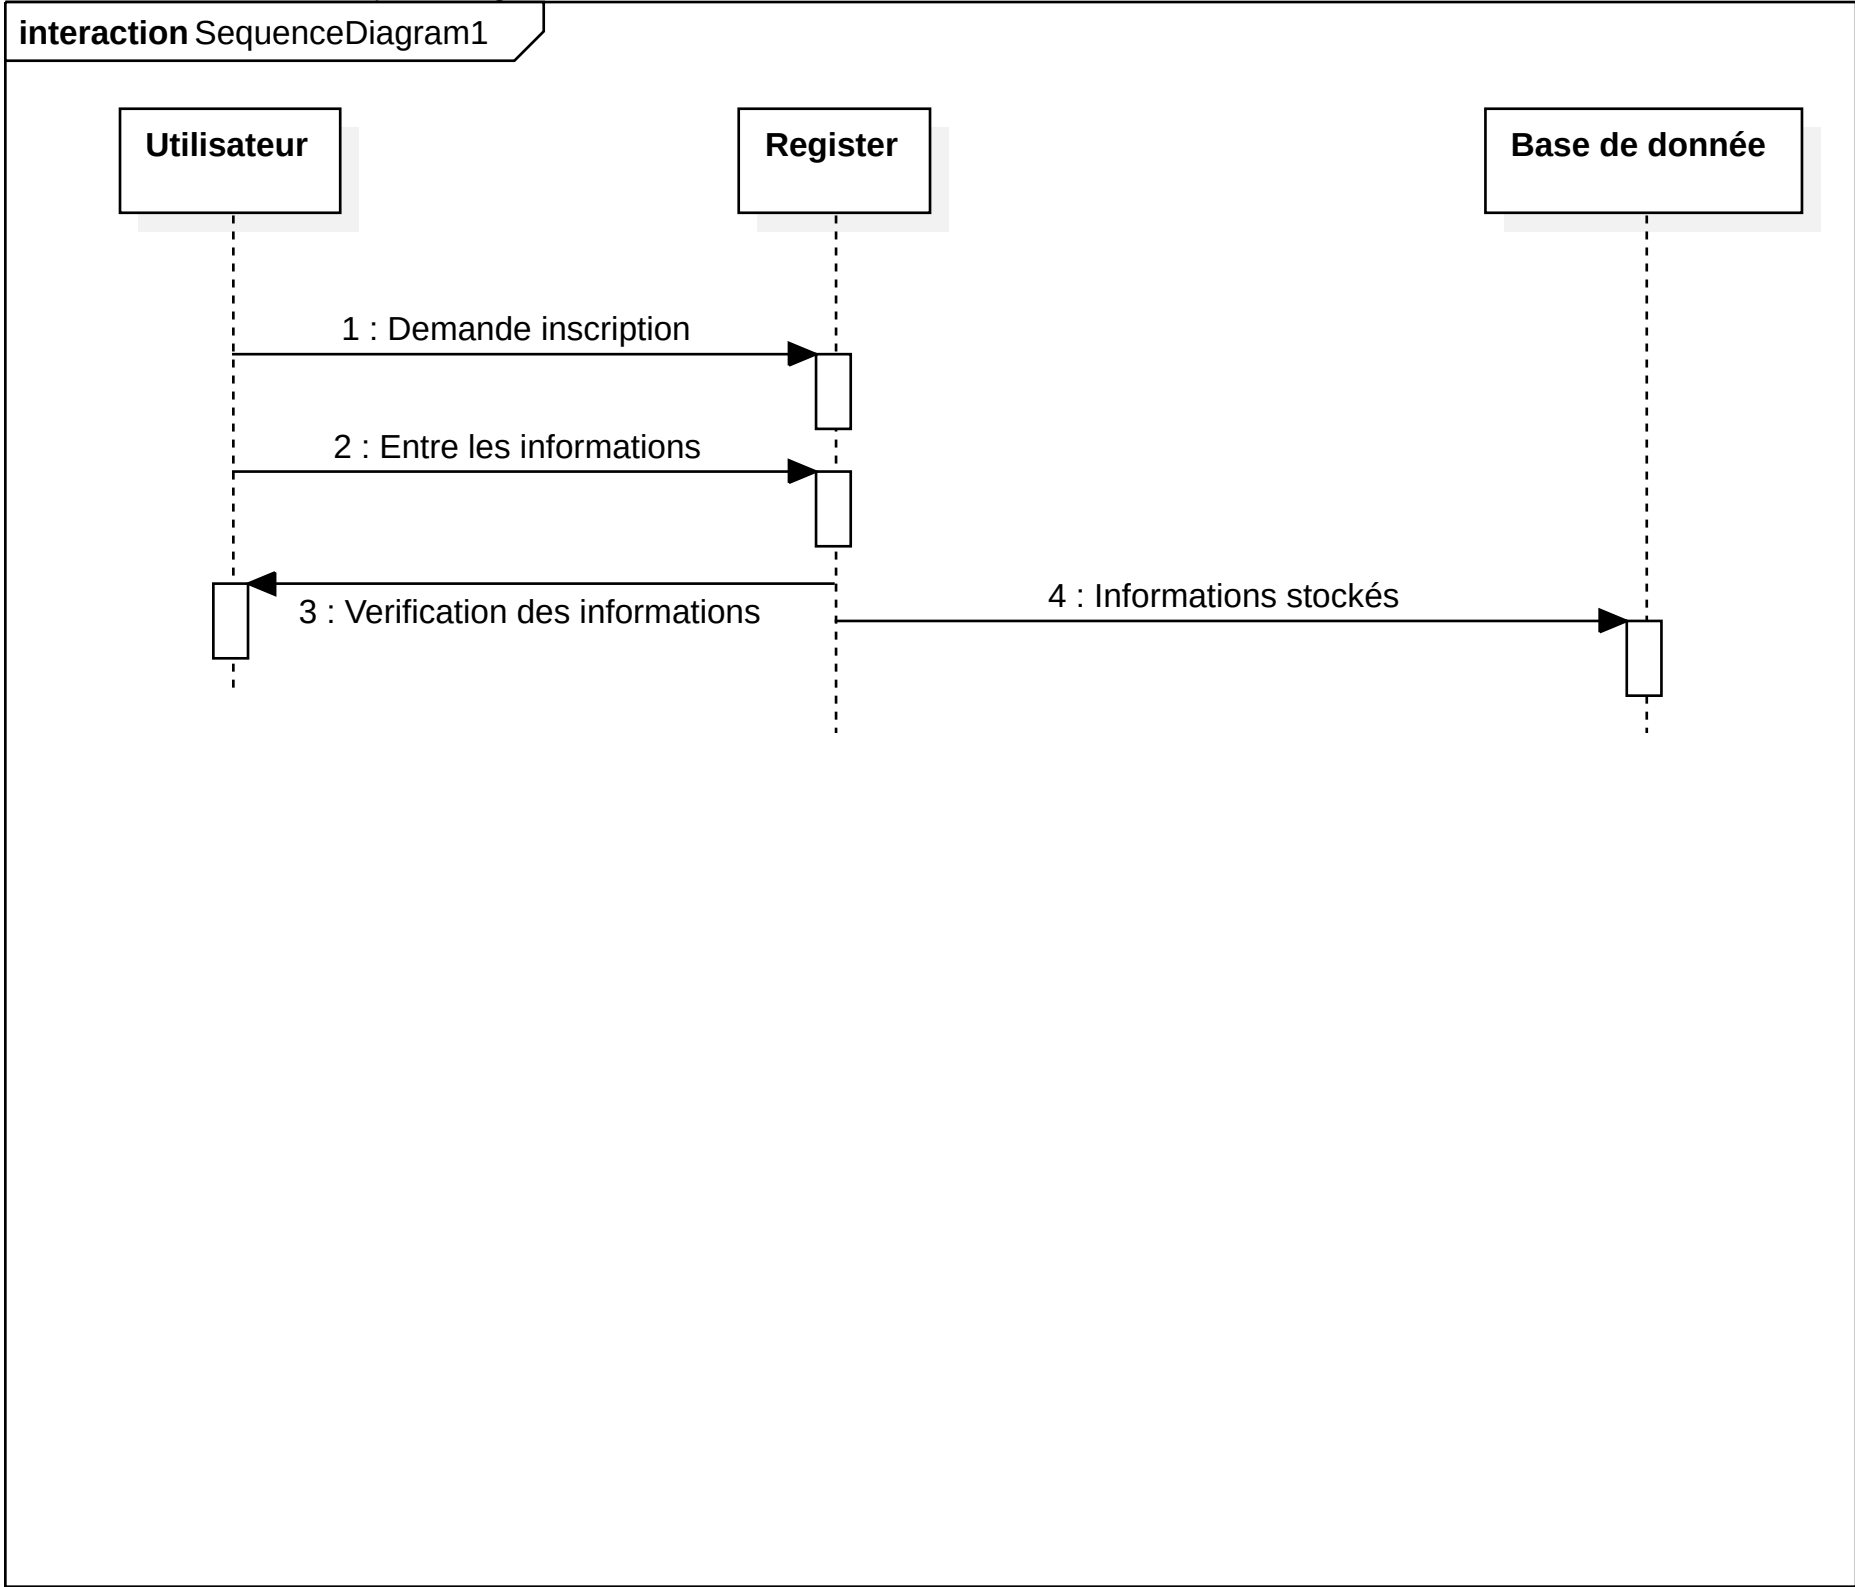 interaction SequenceDiagram1
Utilisateur
Register
Base de donnée
1 : Demande inscription
2 : Entre les informations
3 : Verification des informations
4 : Informations stockés